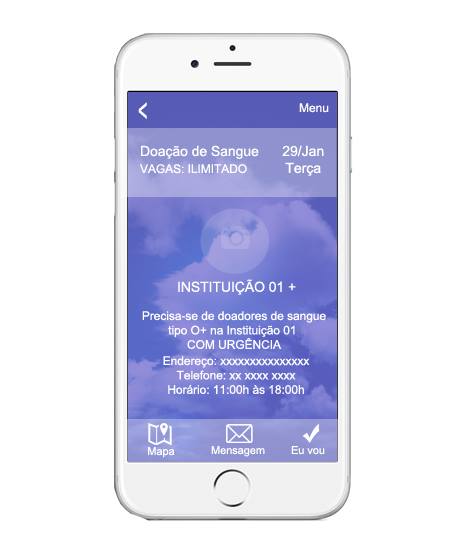 Menu
Doação de Sangue 29/Jan
VAGAS: ILIMITADO Terça
INSTITUIÇÃO 01 +
Precisa-se de doadores de sangue
tipo O+ na Instituição 01
COM URGÊNCIA
Endereço: xxxxxxxxxxxxxxx
Telefone: xx xxxx xxxx
Horário: 11:00h às 18:00h
Mapa Mensagem Eu vou